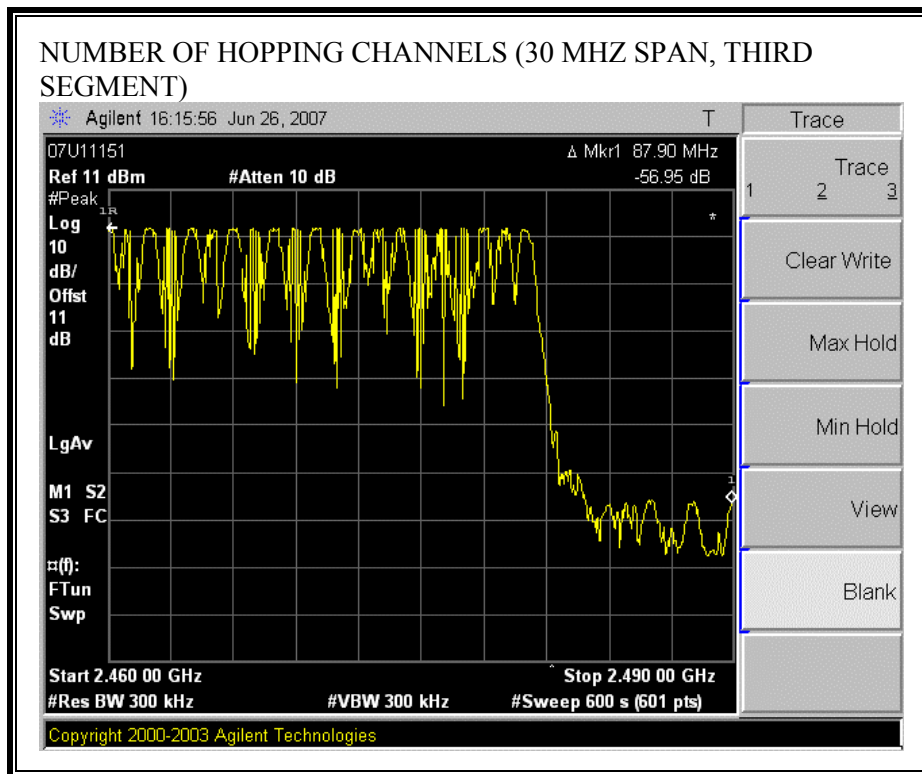 NUMBER OF HOPPING CHANNELS (30 MHZ SPAN, THIRD
SEGMENT)
Agilent 16:15:56 Jun 26, 2007 T
Trace
07U11151 Δ Mkr1 87.90 MHz
Ref 11 dBm #Atten 10 dB -56.95 dB
Trace
1 2 3
#Peak
1R
*
Log
10
dB/
Offst
11
dB
Clear Write
Max Hold
Min Hold
LgAv
1
M1 S2
S3 FC
View
¤(f):
FTun
Swp
Blank
Start 2.460 00 GHz ^ Stop 2.490 00 GHz
#Res BW 300 kHz #VBW 300 kHz #Sweep 600 s (601 pts)
Copyright 2000-2003 Agilent Technologies